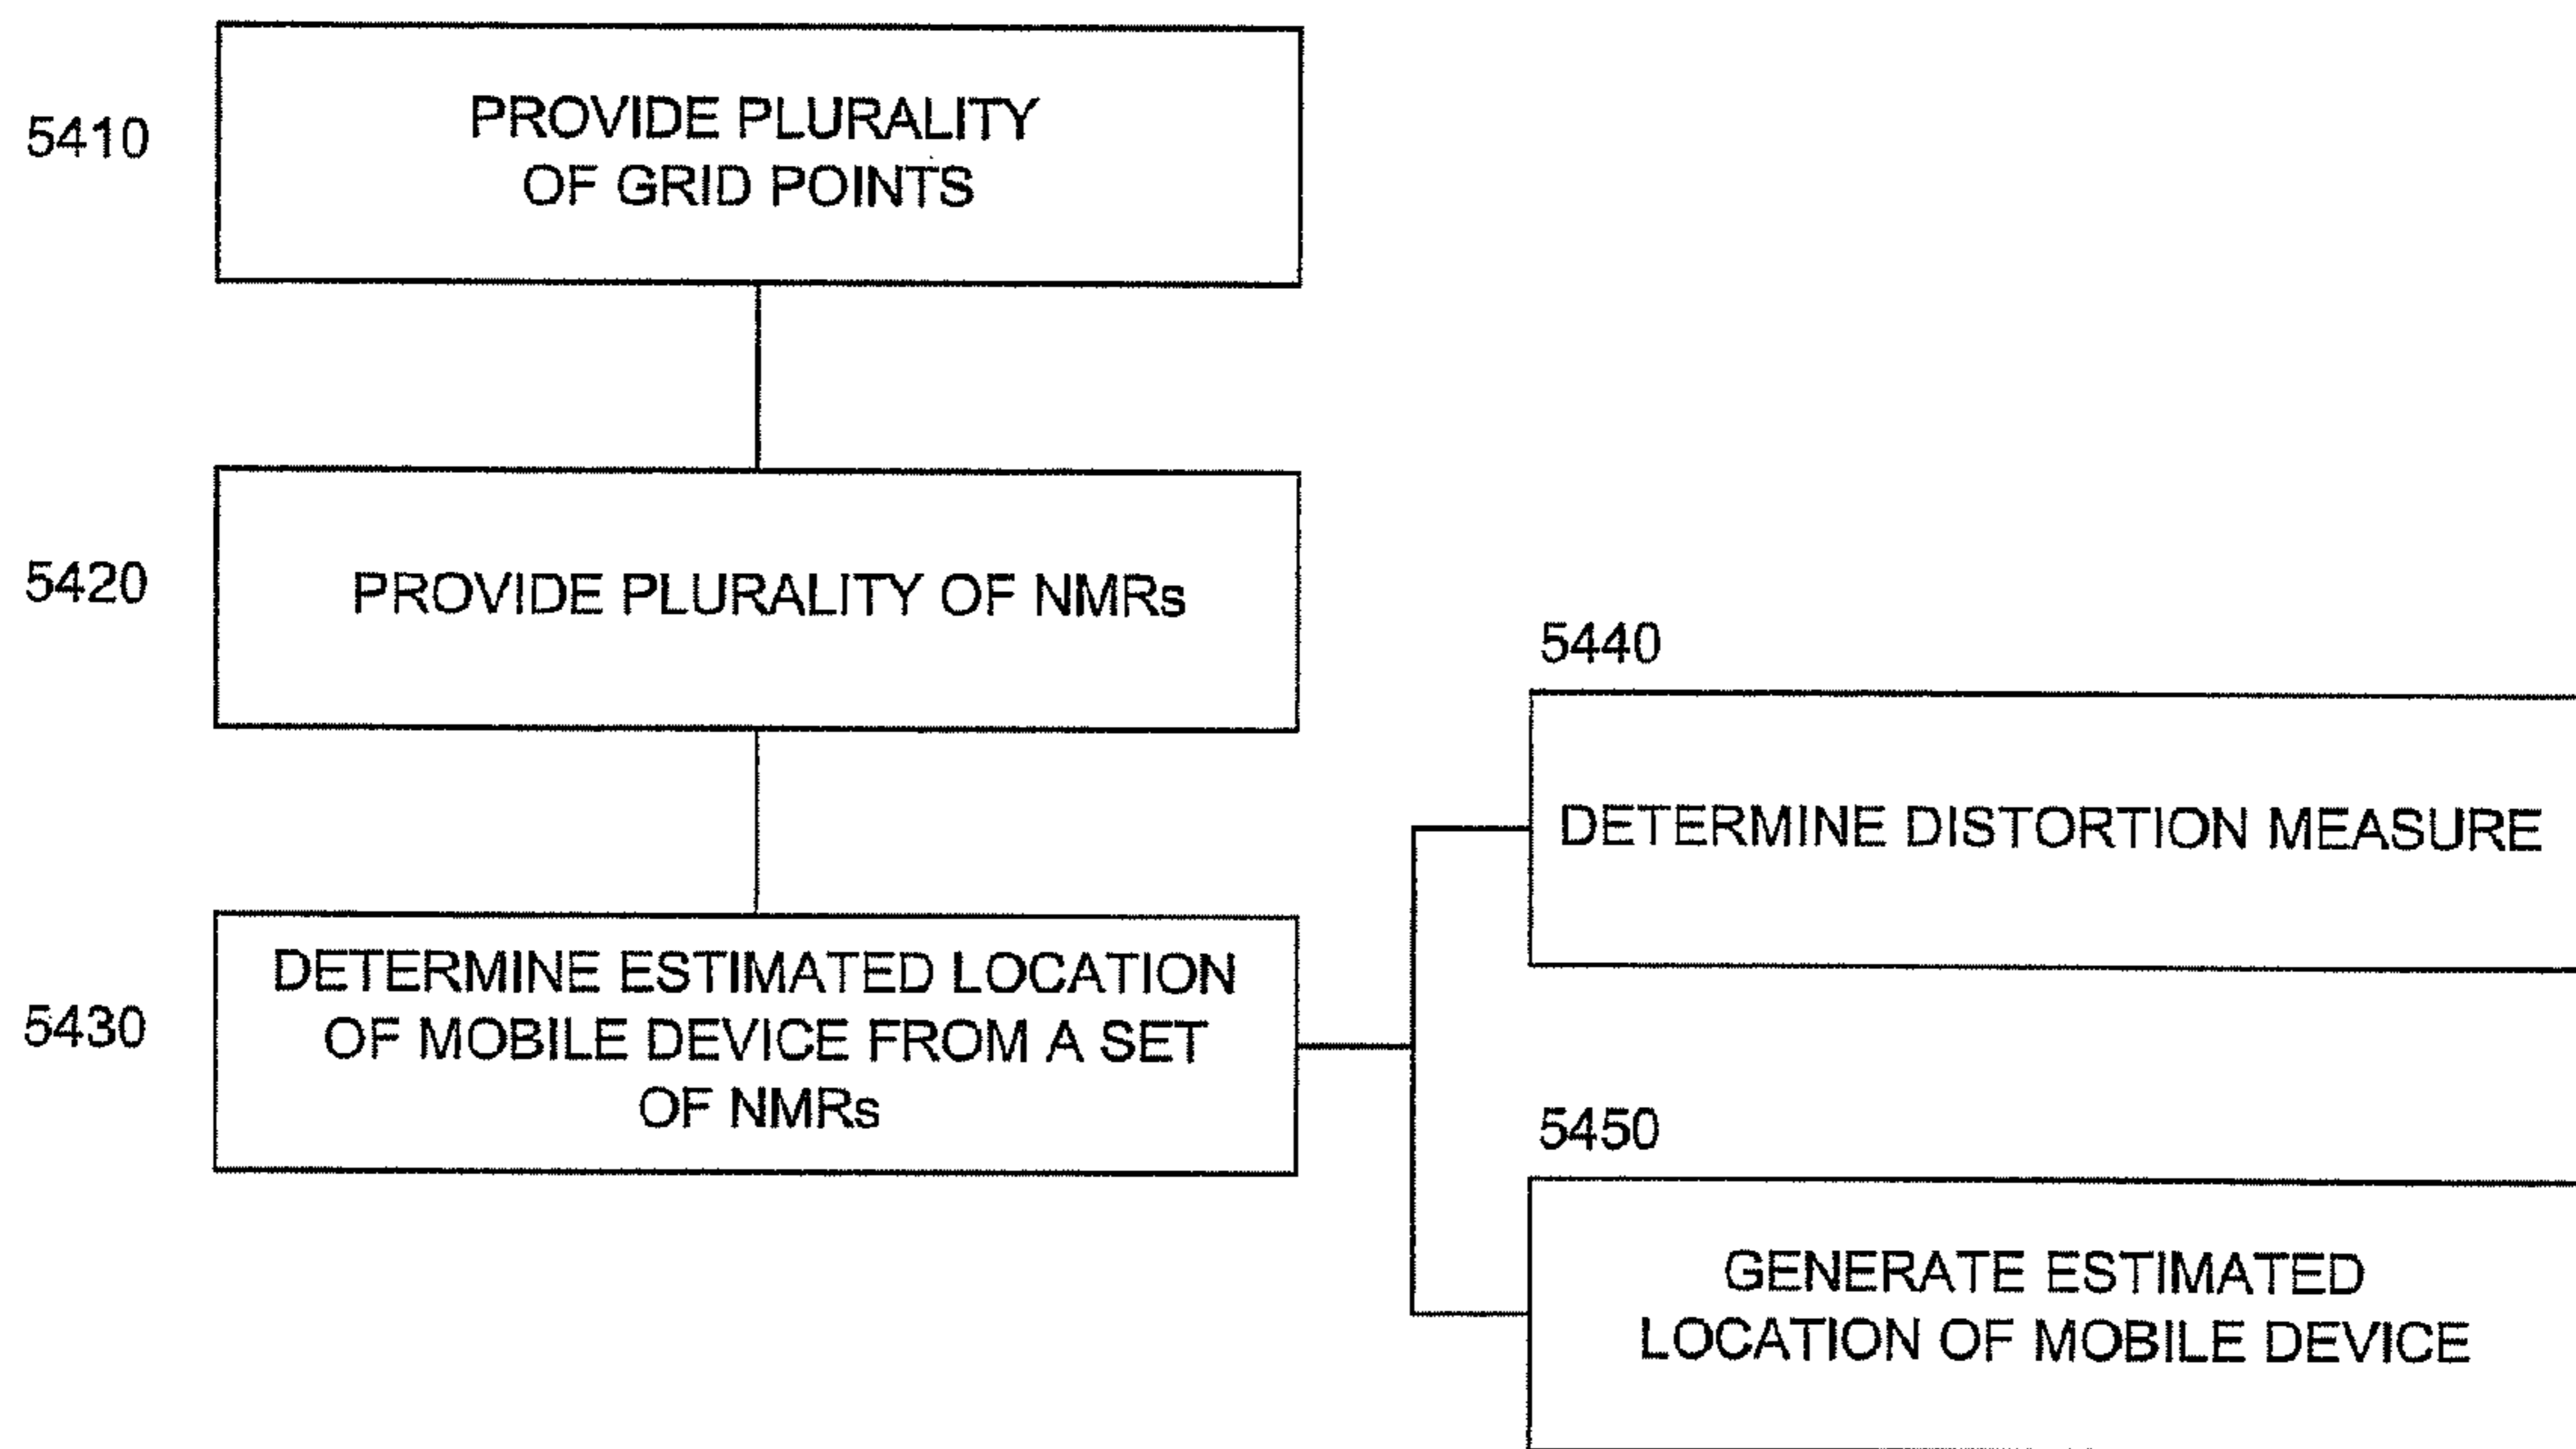 5410
PROVIDE PLURALITY
OF GRID POINTS
5420
PROVIDE PLURALITY OF NMRs
5430
DETERMINE ESTIMATED LOCATION
OF MOBILE DEVICE FROM A SET
OF NMRs
5440
DETERMINE DISTORTION MEASURE
5450
GENERATE ESTIMATED
LOCATION OF MOBILE DEVICE